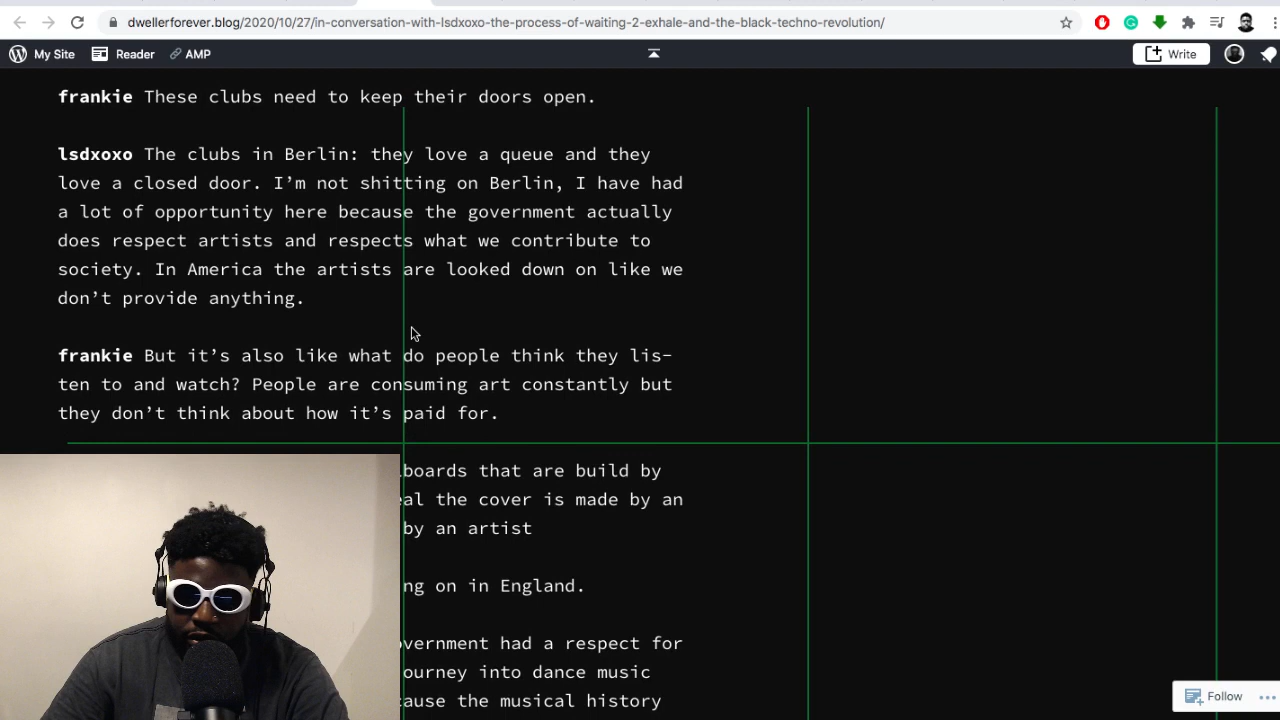 dwellerforever.blog/2020/10/27/in-conversation-with-lsdxoxo-the-process-of-waiting-2-exhale-and-the-black-techno-revolution/
My Site Reader AMP Write
frankie These clubs need to keep their doors open.
lsdxoxo The clubs in Berlin: they love a queue and they
love a closed door. I’m not shitting on Berlin, I have had
a lot of opportunity here because the government actually
does respect artists and respects what we contribute to
society. In America the artists are looked down on like we
don’t provide anything.
frankie But it’s also like what do people think they lis-
ten to and watch? People are consuming art constantly but
they don’t think about how it’s paid for.
boards that are build by
eal the cover is made by an
by an artist
ng on in England.
vernment had a respect for
ourney into dance music
cause the musical history
Follow